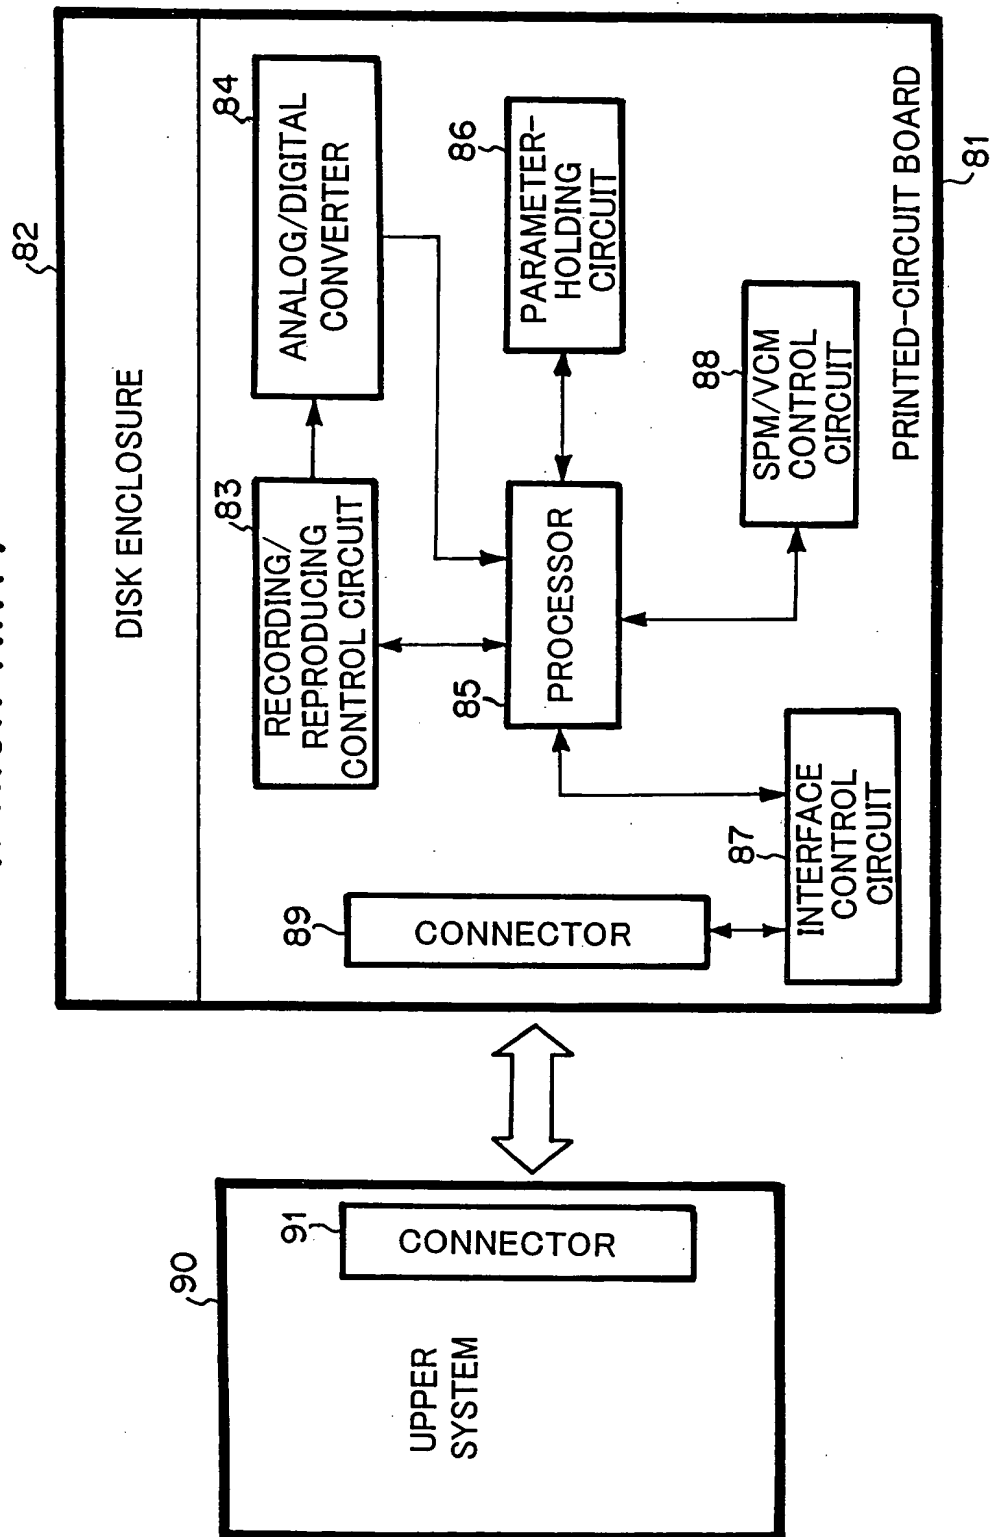 82
DISK ENCLOSURE
83
RECORDING/
REPRODUCING
CONTROL CIRCUIT
84
ANALOG/DIGITAL
CONVERTER
85
PROCESSOR
86
PARAMETER-
HOLDING
CIRCUIT
87
INTERFACE
CONTROL
CIRCUIT
88
SPM/VCM
CONTROL
CIRCUIT
89
CONNECTOR
PRINTED-CIRCUIT BOARD
81
90
UPPER
SYSTEM
91
CONNECTOR